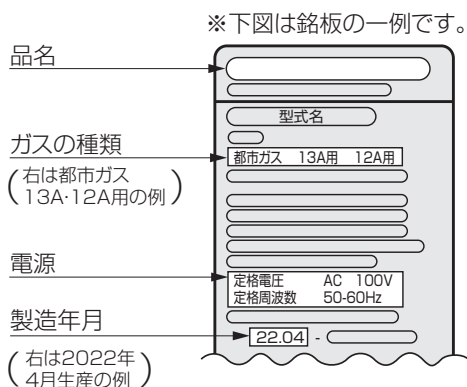 ※下図は銘板の一例です。
品名
型式名
ガスの種類
(右は都市ガス
13A·12A用の例)
都市ガス 13A用 12A用
電源
定格電圧 AC 100V
定格周波数 50-60Hz
製造年月
(右は2022年
4月生産の例)
22.04 -